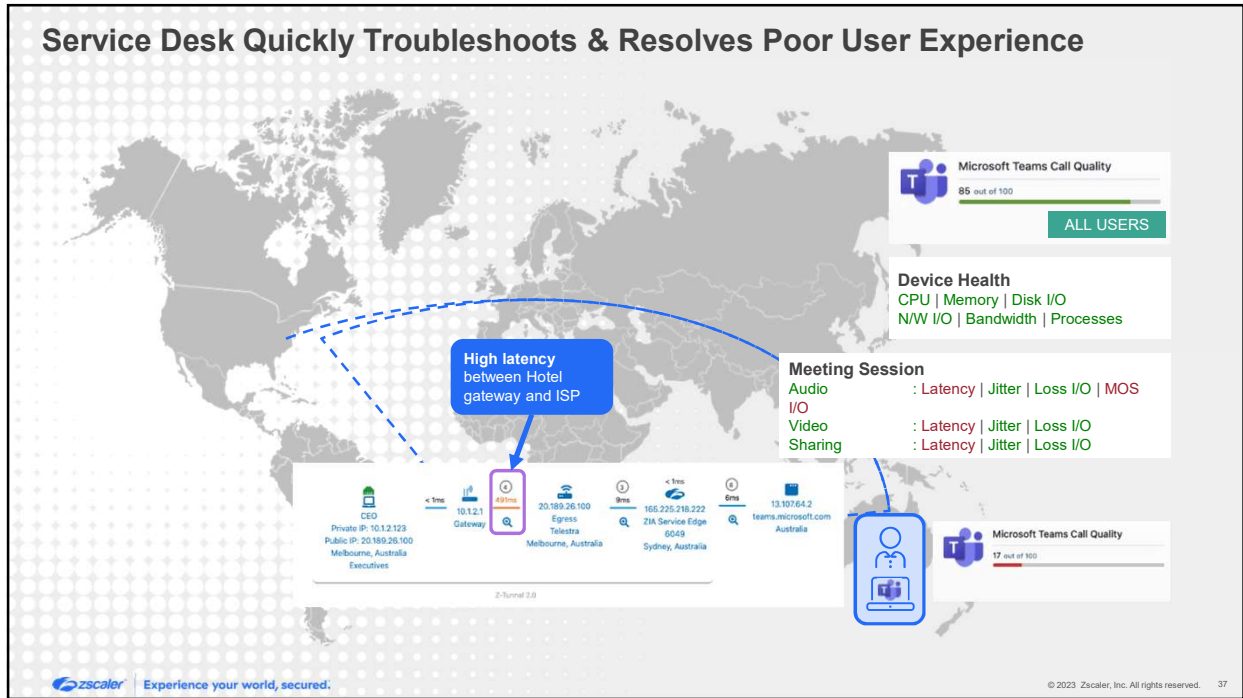 Service Desk Quickly Troubleshoots & Resolves Poor User Experience
Microsoft Teams Call Quality
85 out of 100
ALL USERS
Device Health
CPU | Memory | Disk I/O
N/W I/O | Bandwidth | Processes
High latency
between Hotel
gateway and ISP
Meeting Session
Audio : Latency | Jitter | Loss I/O | MOS
I/O
Video : Latency | Jitter | Loss I/O
Sharing : Latency | Jitter | Loss I/O
CEO
Private IP: 10.1.2.123
Public IP: 20.189.26.100
Melbourne, Australia
Executives
< 1ms
10.1.2.1
Gateway
4
491ms
20.189.26.100
Egress
Telestra
Melbourne, Australia
3
9ms
< 1ms
165.225.218.222
ZIA Service Edge
6049
Sydney, Australia
6
6ms
13.107.64.2
teams.microsoft.com
Australia
Z-Tunnel 2.0
Microsoft Teams Call Quality
17 out of 100
zscaler | Experience your world, secured.
© 2023 Zscaler, Inc. All rights reserved. 37